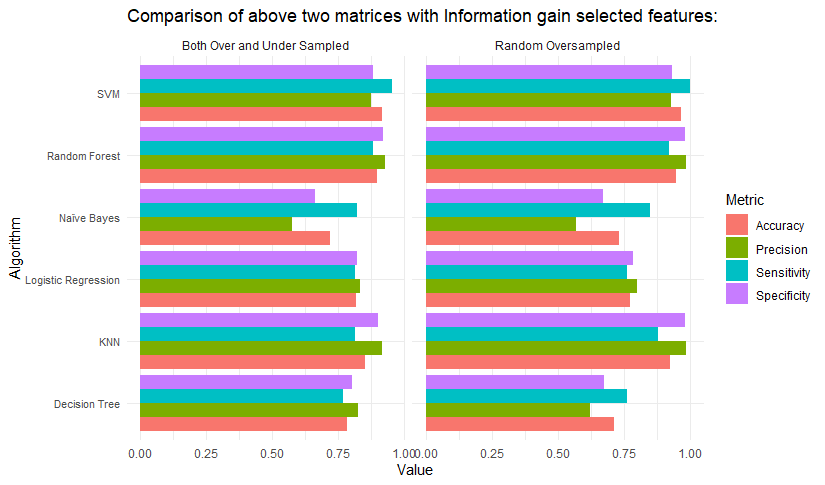 Comparison of above two matrices with Information gain selected features:
Both Over and Under Sampled
Random Oversampled
Algorithm
SVM
Random Forest
Naïve Bayes
Logistic Regression
KNN
Decision Tree
0.00 0.25 0.50 0.75 1.00
0.00 0.25 0.50 0.75 1.00
Value
Metric
Accuracy
Precision
Sensitivity
Specificity